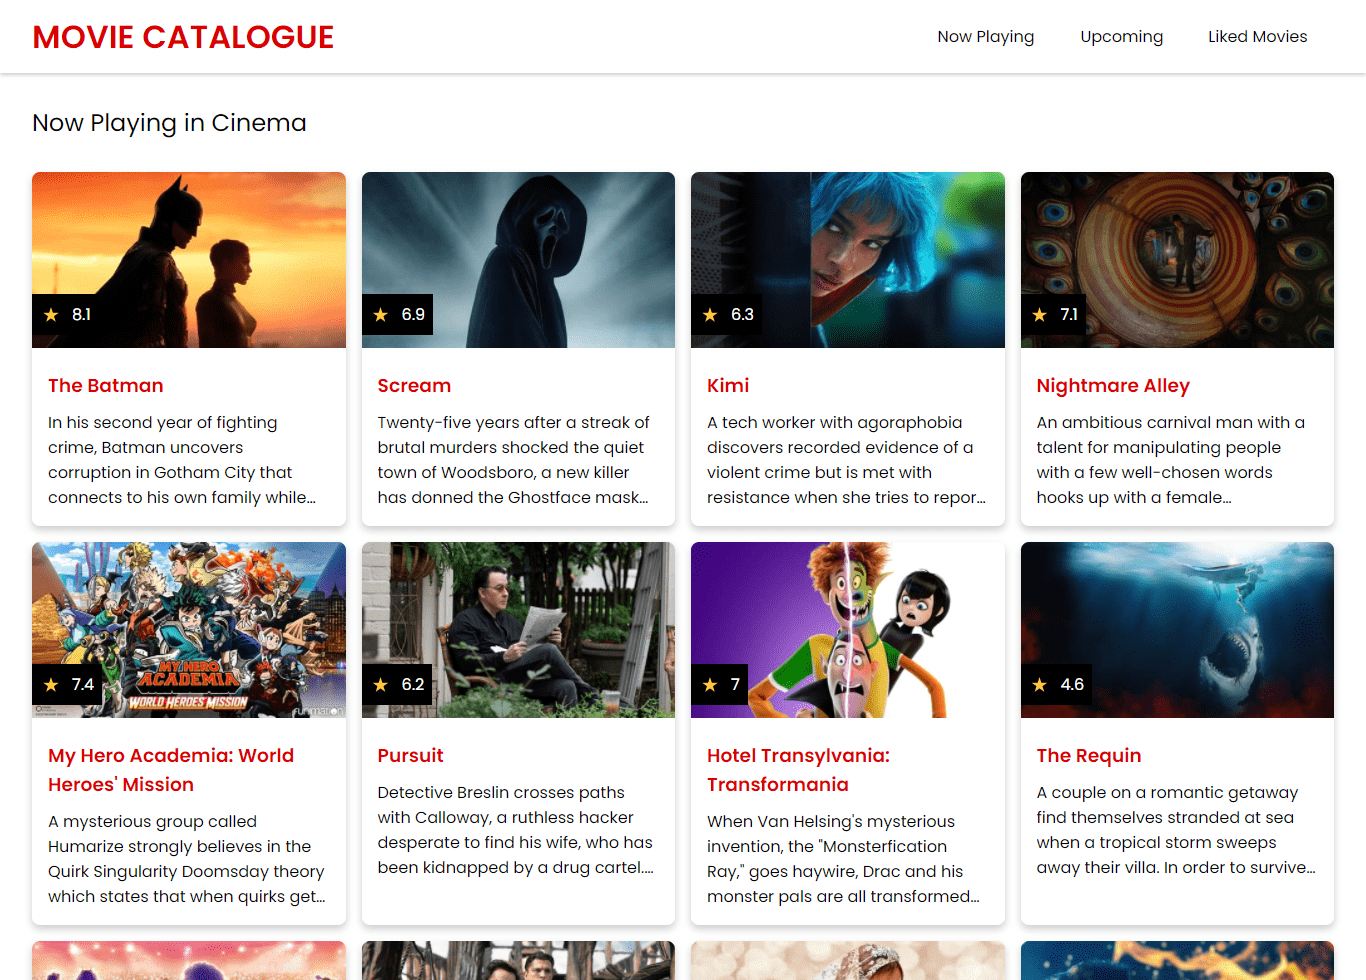 MOVIE CATALOGUE
Now Playing
Upcoming
Liked Movies
Now Playing in Cinema
8.1
The Batman
In his second year of fighting
crime, Batman uncovers
corruption in Gotham City that
connects to his own family while...
6.9
Scream
Twenty-five years after a streak of
brutal murders shocked the quiet
town of Woodsboro, a new killer
has donned the Ghostface mask...
6.3
Kimi
A tech worker with agoraphobia
discovers recorded evidence of a
violent crime but is met with
resistance when she tries to repor...
7.1
Nightmare Alley
An ambitious carnival man with a
talent for manipulating people
with a few well-chosen words
hooks up with a female...
MY HERO
ACADEMIA
WORLD HEROES MISSION
FUNIMATION
7.4
My Hero Academia: World
Heroes' Mission
A mysterious group called
Humarize strongly believes in the
Quirk Singularity Doomsday theory
which states that when quirks get...
6.2
Pursuit
Detective Breslin crosses paths
with Calloway, a ruthless hacker
desperate to find his wife, who has
been kidnapped by a drug cartel....
7
Hotel Transylvania:
Transformania
When Van Helsing's mysterious
invention, the "Monsterfication
Ray," goes haywire, Drac and his
monster pals are all transformed...
4.6
The Requin
A couple on a romantic getaway
find themselves stranded at sea
when a tropical storm sweeps
away their villa. In order to survive...